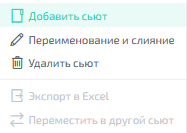 Добавить сьют
Переименование и слияние
Удалить сьют
Экспорт в Excel
Переместить в другой сьют